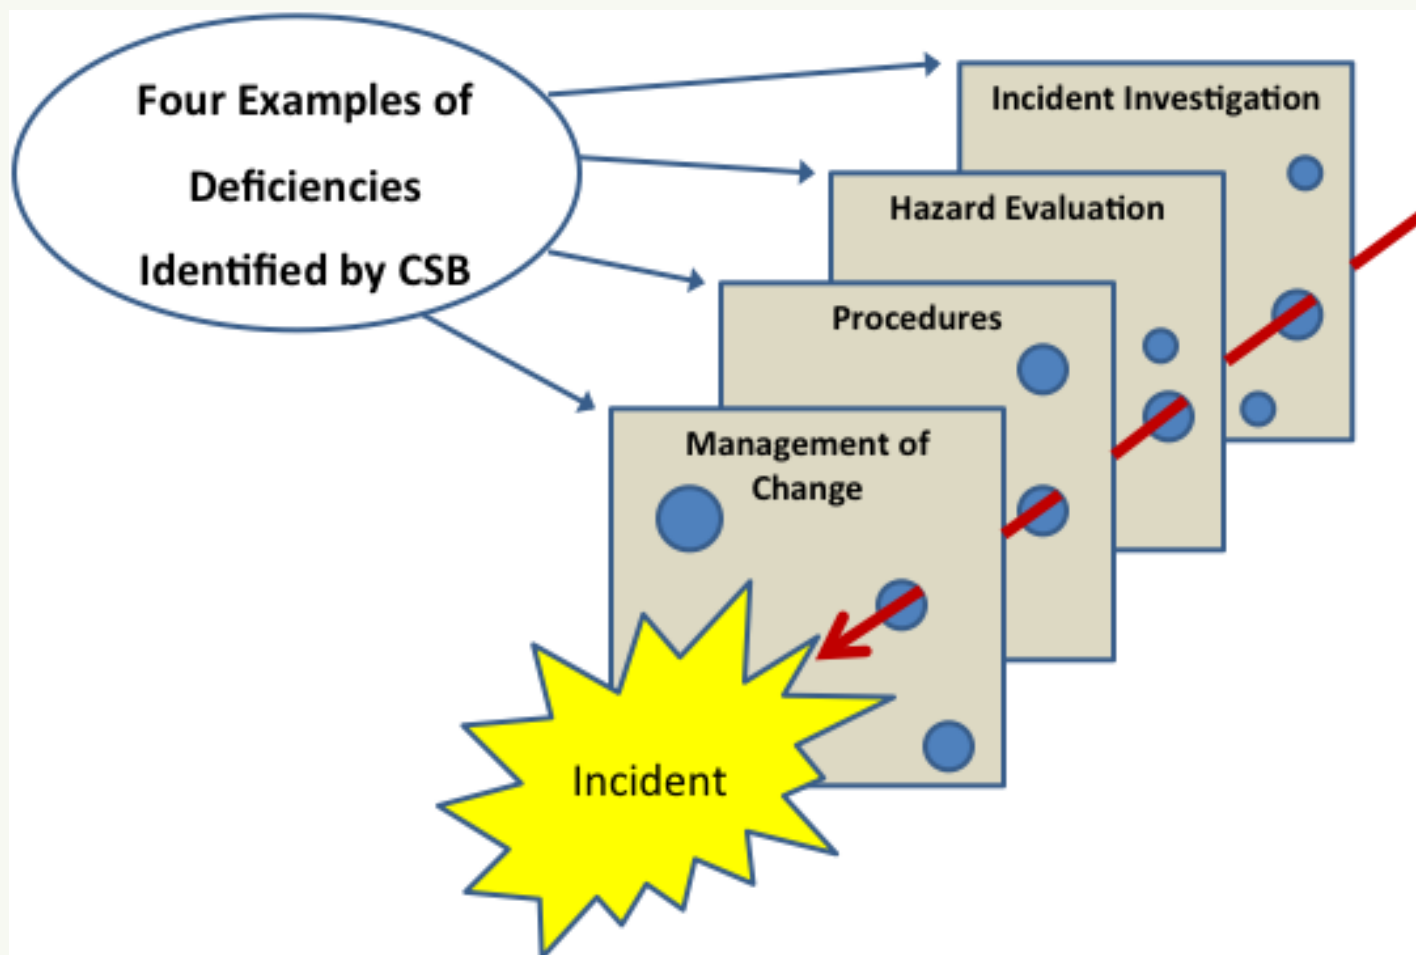 Four Examples of
Deficiencies
Identified by CSB
Incident Investigation
Hazard Evaluation
Procedures
Management of
Change
Incident